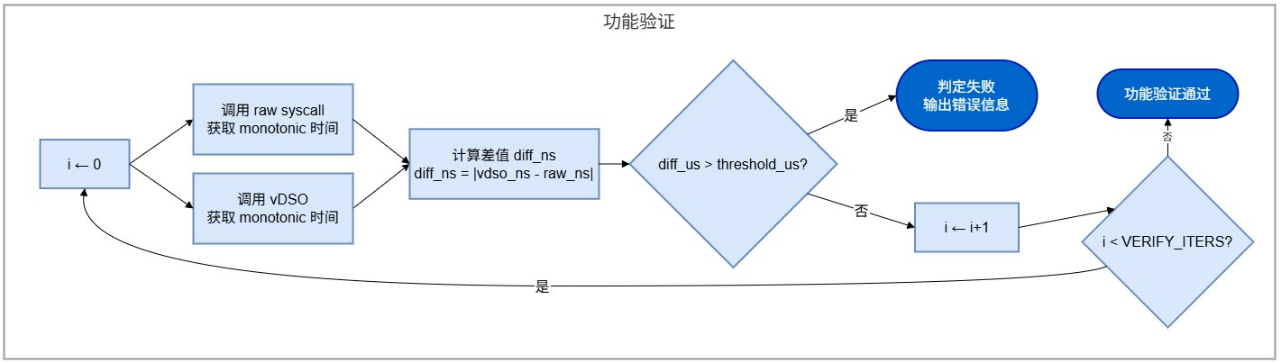 功能验证
i ← 0
调用 raw syscall
获取 monotonic 时间
调用 vDSO
获取 monotonic 时间
计算差值 diff_ns
diff_ns = |vdso_ns - raw_ns|
diff_us > threshold_us?
是
判定失败
输出错误信息
否
i ← i+1
i < VERIFY_ITERS?
否
功能验证通过
是